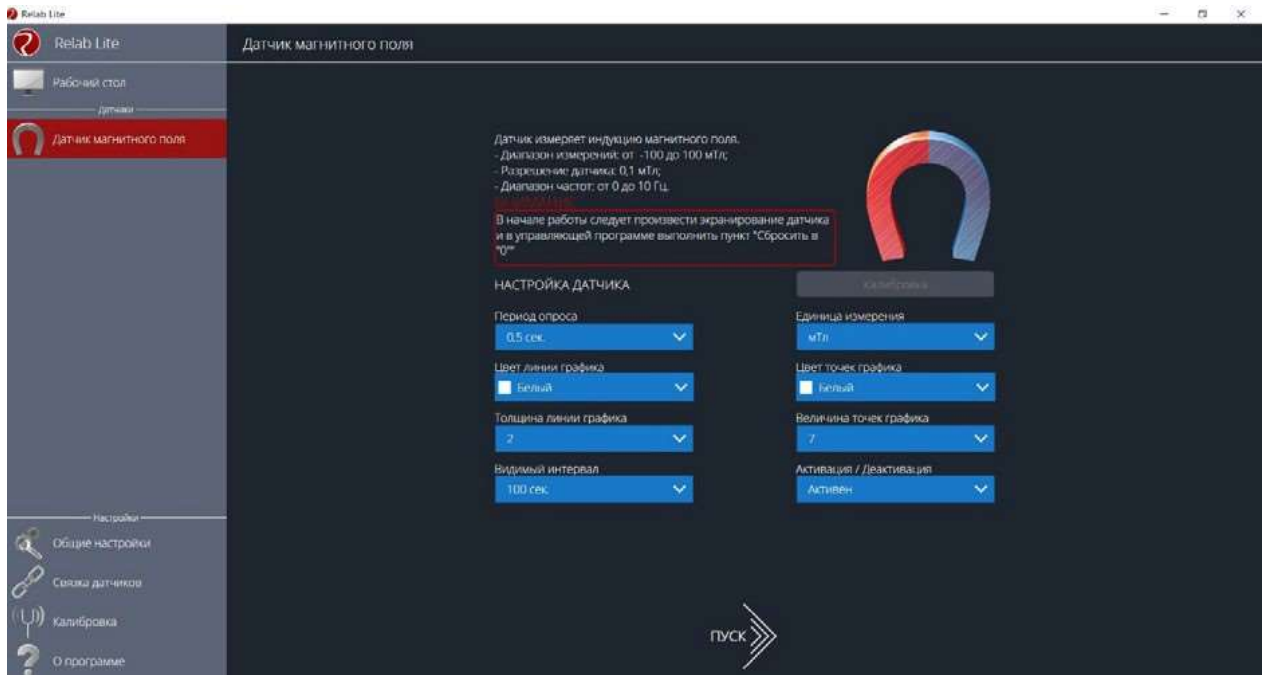 Relab Lite
Relab Lite
Датчик магнитного поля
Рабочий стол
Датчики
Датчик магнитного поля
Датчик измеряет индукцию магнитного поля.
- Диапазон измерений: от -100 до 100 мТл;
- Разрешение датчика: 0,1 мТл;
- Диапазон частот: от 0 до 10 Гц.
ВНИМАНИЕ
В начале работы следует произвести экранирование датчика
и в управляющей программе выполнить пункт "Сбросить в
"0""
НАСТРОЙКА ДАТЧИКА
Калибровка
Период опроса
Единица измерения
0,5 сек.
мТл
Цвет линии графика
Цвет точек графика
Белый
Белый
Толщина линии графика
Величина точек графика
2
7
Видимый интервал
Активация / Деактивация
100 сек.
Активен
Настройки
Общие настройки
Связка датчиков
Калибровка
О программе
ПУСК